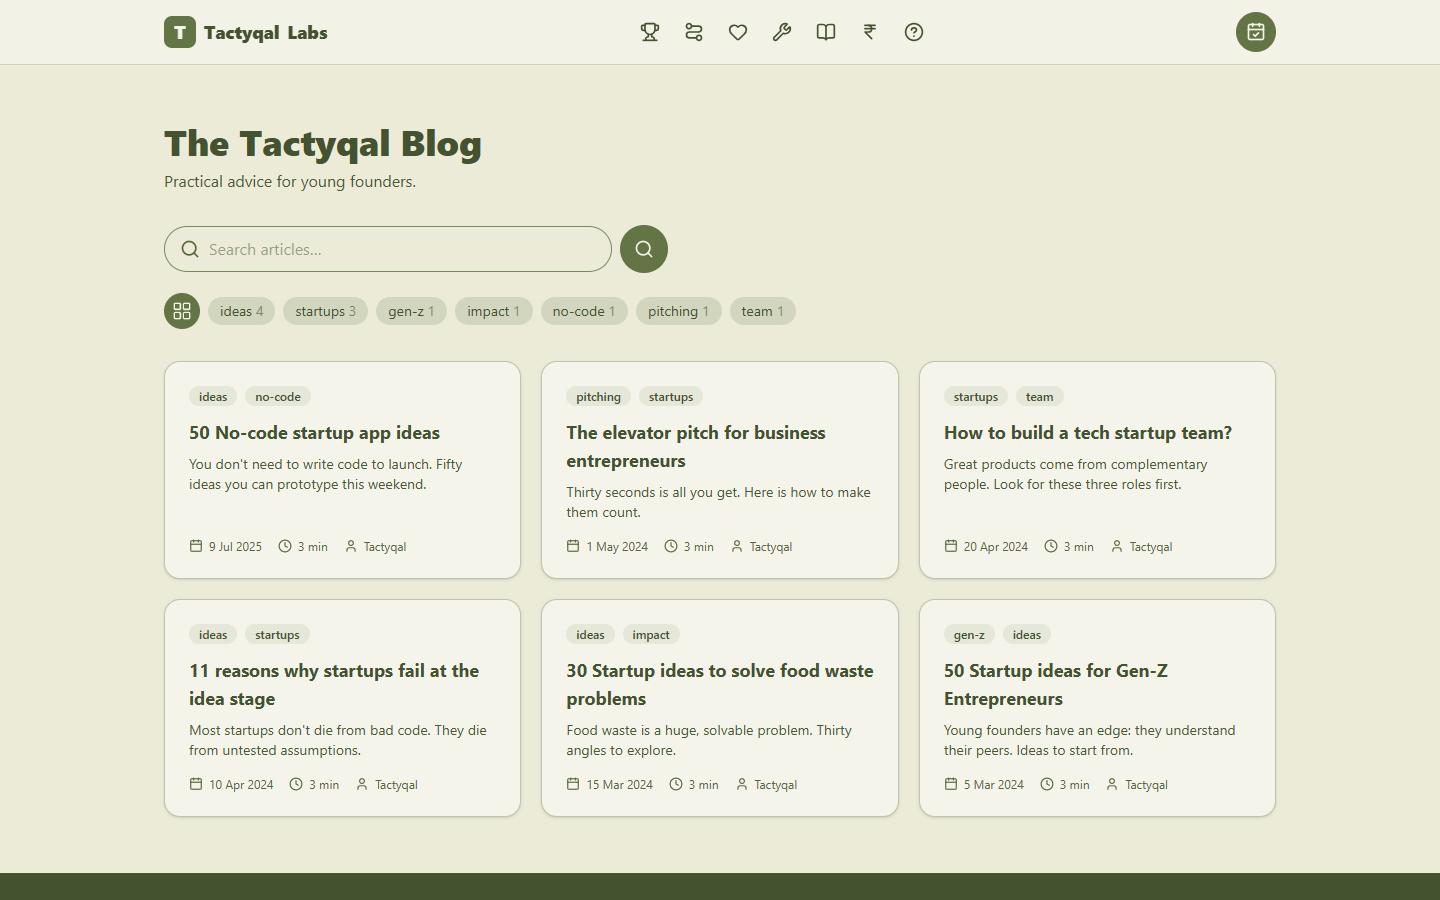 T Tactyqal Labs
The Tactyqal Blog
Practical advice for young founders.
Search articles...
ideas 4 startups 3 gen-z 1 impact 1 no-code 1 pitching 1 team 1
ideas no-code
50 No-code startup app ideas
You don't need to write code to launch. Fifty
ideas you can prototype this weekend.
9 Jul 2025 3 min Tactyqal
pitching startups
The elevator pitch for business
entrepreneurs
Thirty seconds is all you get. Here is how to make
them count.
1 May 2024 3 min Tactyqal
startups team
How to build a tech startup team?
Great products come from complementary
people. Look for these three roles first.
20 Apr 2024 3 min Tactyqal
ideas startups
11 reasons why startups fail at the
idea stage
Most startups don't die from bad code. They die
from untested assumptions.
10 Apr 2024 3 min Tactyqal
ideas impact
30 Startup ideas to solve food waste
problems
Food waste is a huge, solvable problem. Thirty
angles to explore.
15 Mar 2024 3 min Tactyqal
gen-z ideas
50 Startup ideas for Gen-Z
Entrepreneurs
Young founders have an edge: they understand
their peers. Ideas to start from.
5 Mar 2024 3 min Tactyqal